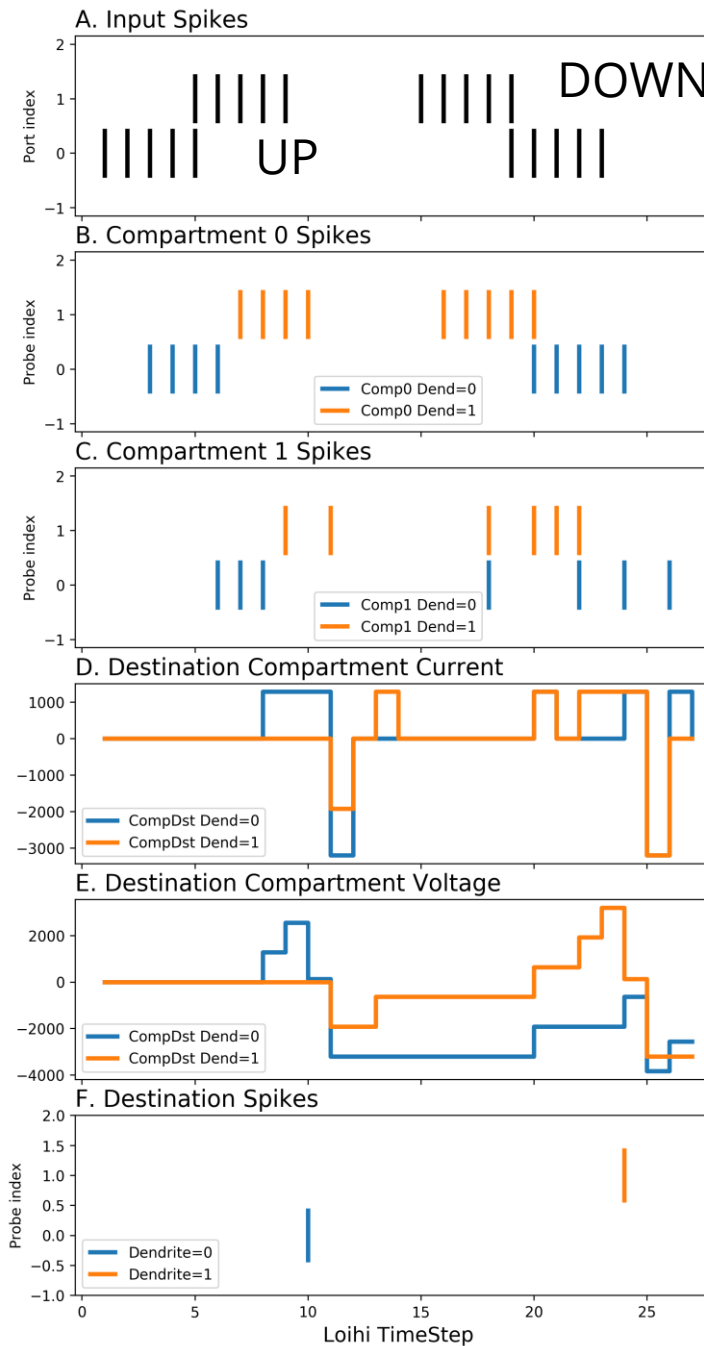 A. Input Spikes
2
1
0
−1
Port index
UP
DOWN
B. Compartment 0 Spikes
2
1
0
−1
Probe index
Comp0 Dend=0
Comp0 Dend=1
C. Compartment 1 Spikes
2
1
0
−1
Probe index
Comp1 Dend=0
Comp1 Dend=1
D. Destination Compartment Current
1000
0
−1000
−2000
−3000
CompDst Dend=0
CompDst Dend=1
E. Destination Compartment Voltage
2000
0
−2000
−4000
CompDst Dend=0
CompDst Dend=1
F. Destination Spikes
2.0
1.5
1.0
0.5
0.0
−0.5
−1.0
Probe index
Dendrite=0
Dendrite=1
0 5 10 15 20 25
Loihi TimeStep